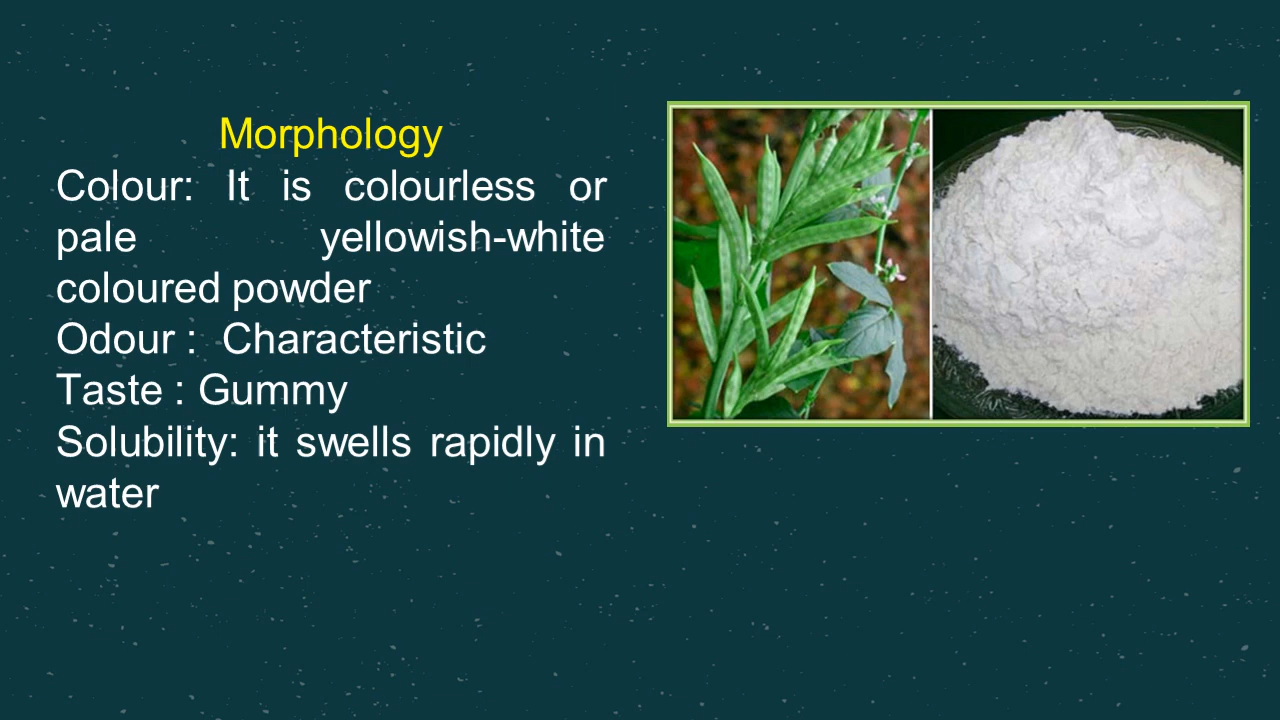 Morphology
Colour: It is colourless or
pale yellowish-white
coloured powder
Odour : Characteristic
Taste : Gummy
Solubility: it swells rapidly in
water